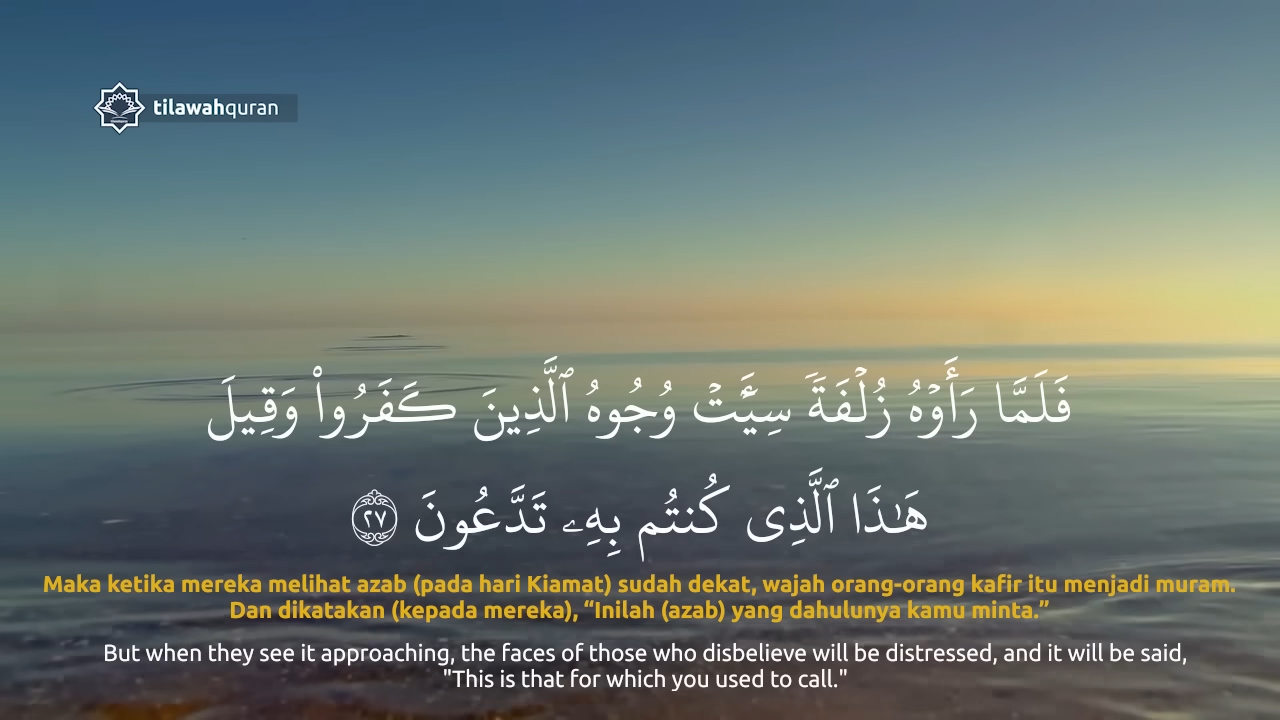 tilawahquran
فَلَمَّا رَأَوۡهُ زُلۡفَةٗ سِيٓـَٔتۡ وُجُوهُ ٱلَّذِينَ كَفَرُواْ وَقِيلَ
هَـٰذَا ٱلَّذِى كُنتُم بِهِۦ تَدَّعُونَ ٢٧
Maka ketika mereka melihat azab (pada hari Kiamat) sudah dekat, wajah orang-orang kafir itu menjadi muram.
Dan dikatakan (kepada mereka), “Inilah (azab) yang dahulunya kamu minta.”
But when they see it approaching, the faces of those who disbelieve will be distressed, and it will be said,
"This is that for which you used to call."